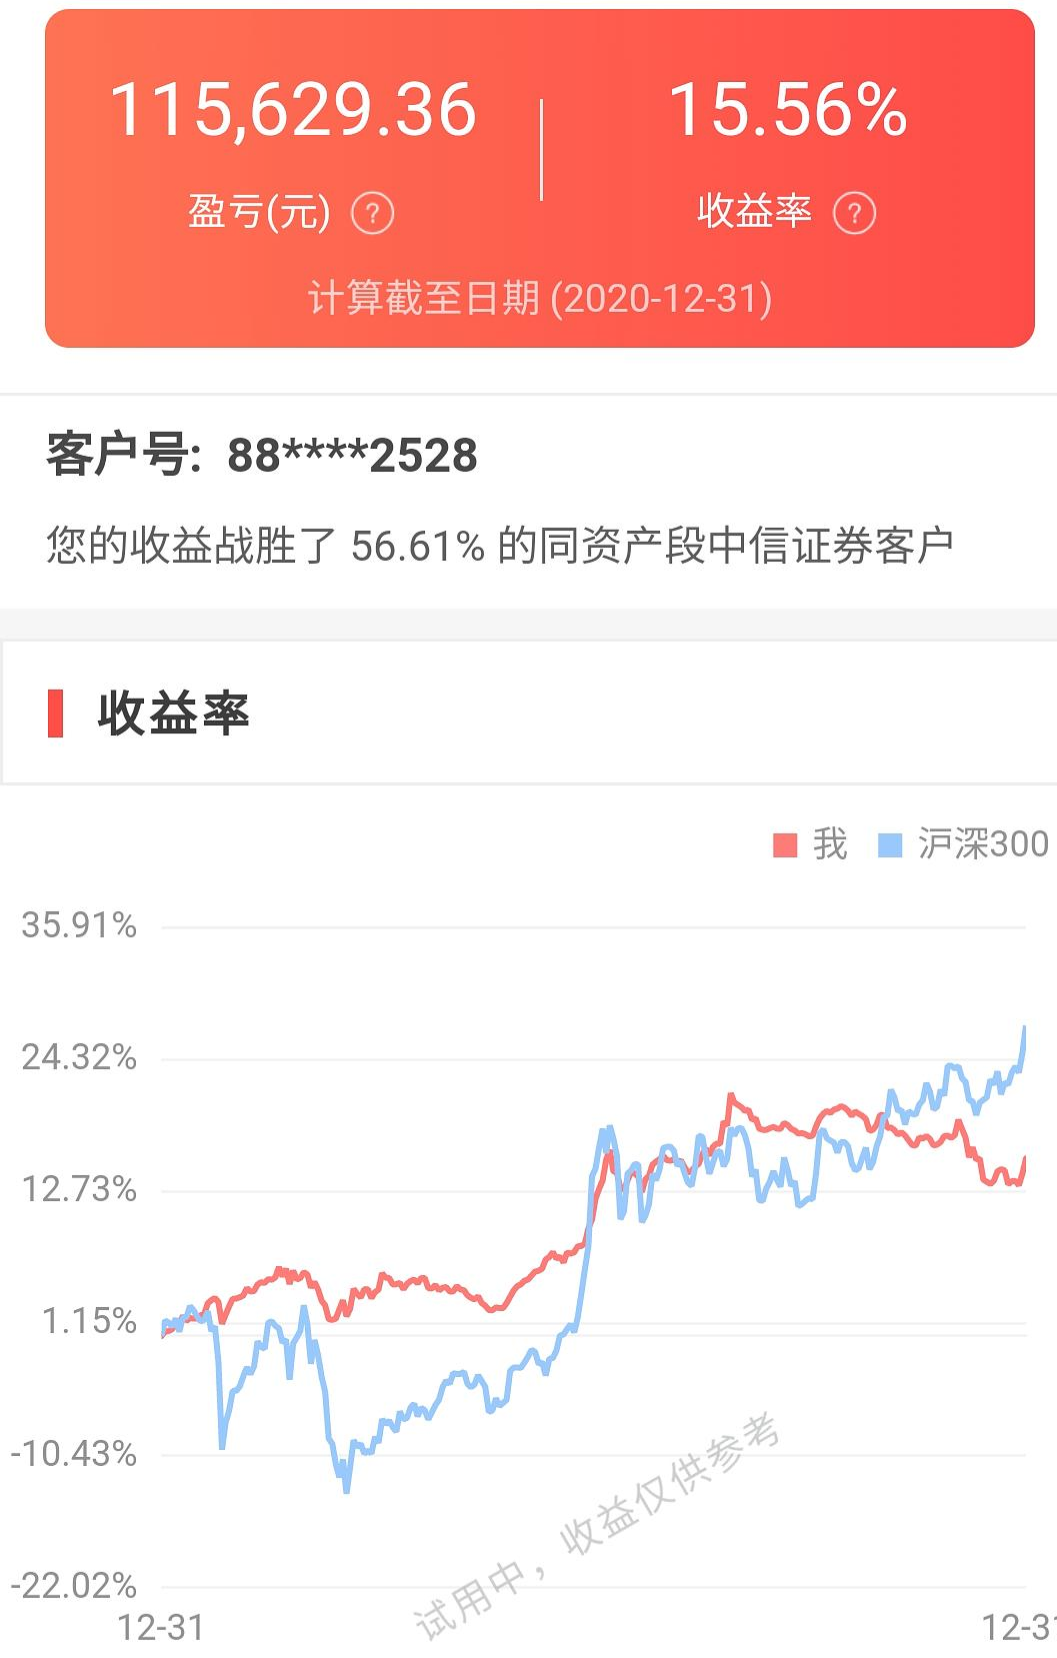 115,629.36
15.56%
盈亏(元) ?
收益率 ?
计算截至日期 (2020-12-31)
客户号: 88****2528
您的收益战胜了 56.61% 的同资产段中信证券客户
收益率
我 沪深300
35.91%
24.32%
12.73%
1.15%
-10.43%
-22.02%
试用中，收益仅供参考
12-31
12-31